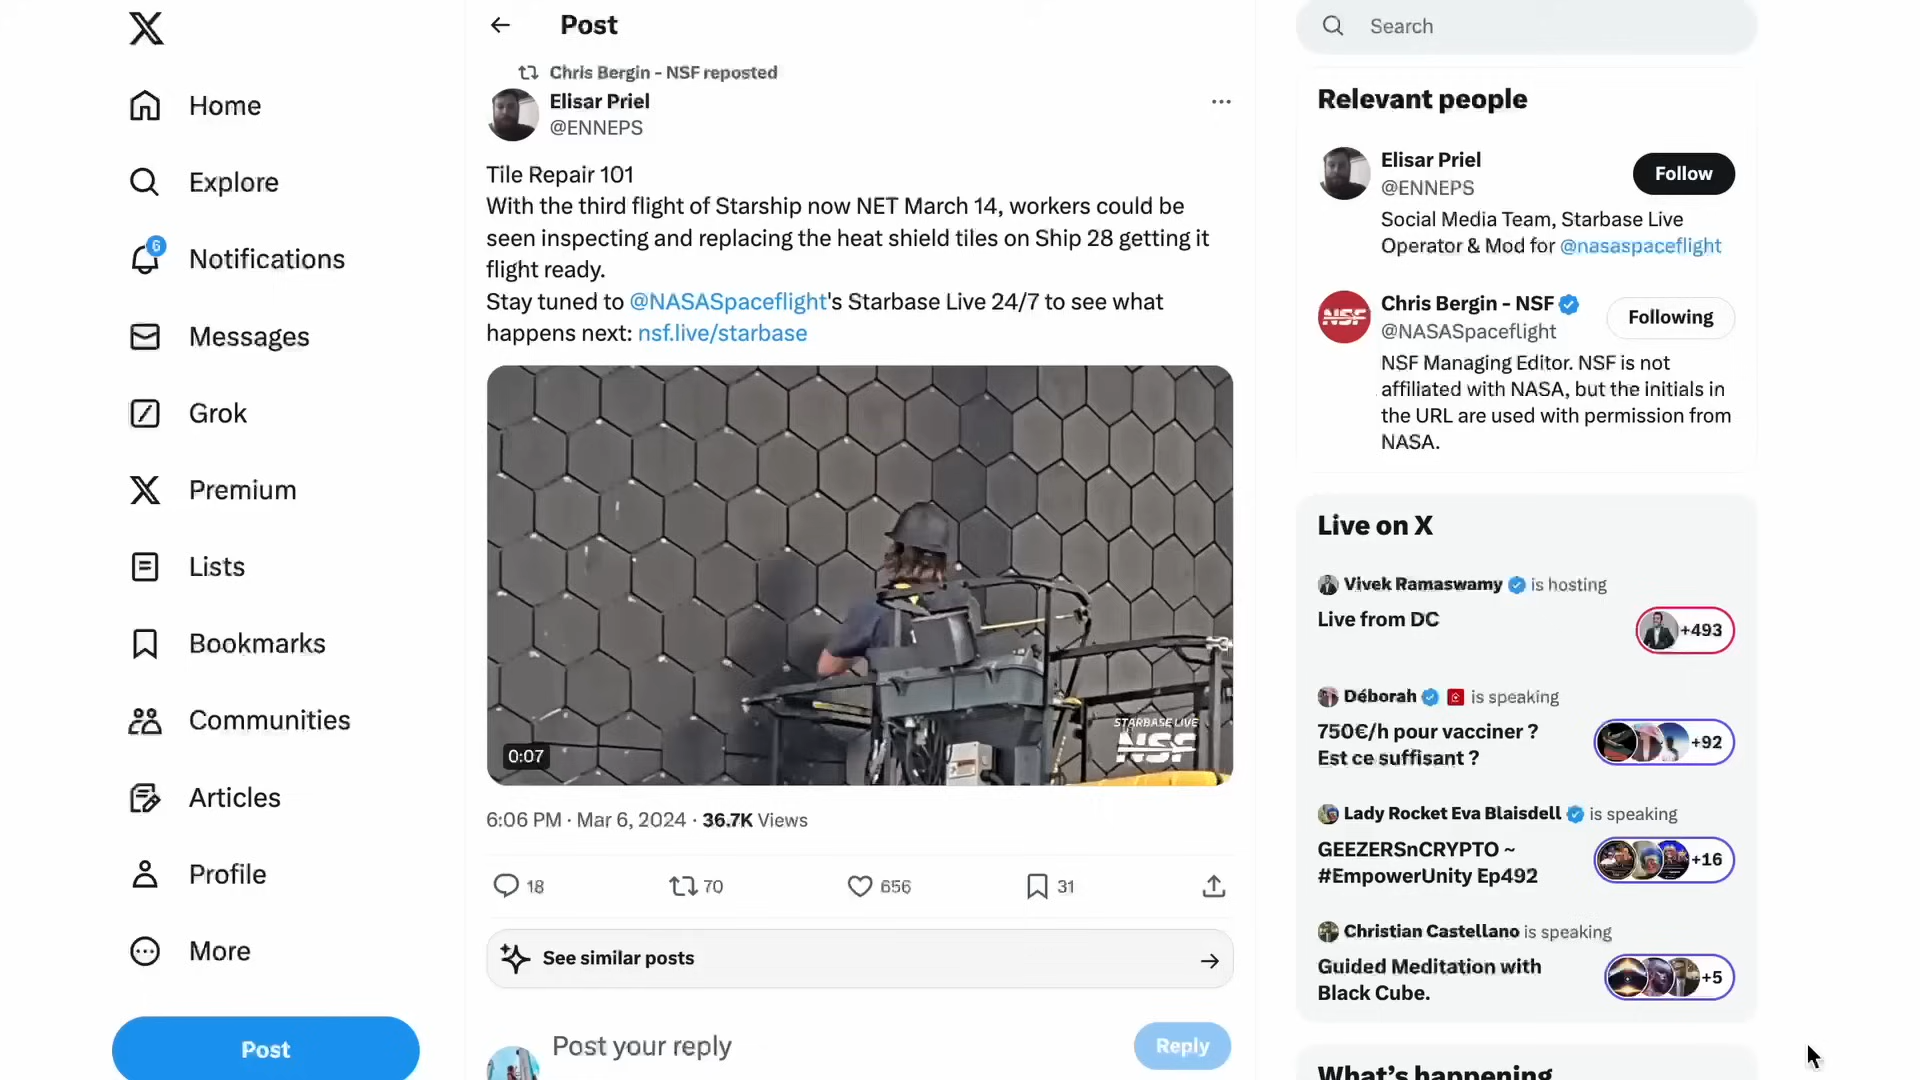 Home
Explore
6
Notifications
Messages
Grok
Premium
Lists
Bookmarks
Communities
Articles
Profile
More
Post
Post
Chris Bergin - NSF reposted
Elisar Priel
@ENNEPS
Tile Repair 101
With the third flight of Starship now NET March 14, workers could be
seen inspecting and replacing the heat shield tiles on Ship 28 getting it
flight ready.
Stay tuned to @NASASpaceflight's Starbase Live 24/7 to see what
happens next: nsf.live/starbase
STARBASE LIVE
NSF
0:07
6:06 PM · Mar 6, 2024 · 36.7K Views
18 70 656 31
See similar posts
Post your reply
Reply
Search
Relevant people
Elisar Priel
@ENNEPS
Follow
Social Media Team, Starbase Live
Operator & Mod for @nasaspaceflight
NSF
Chris Bergin - NSF
@NASASpaceflight
Following
NSF Managing Editor. NSF is not
affiliated with NASA, but the initials in
the URL are used with permission from
NASA.
Live on X
Vivek Ramaswamy is hosting
Live from DC
+493
Déborah is speaking
750€/h pour vacciner ?
Est ce suffisant ?
+92
Lady Rocket Eva Blaisdell is speaking
GEEZERSnCRYPTO ~
#EmpowerUnity Ep492
+16
Christian Castellano is speaking
Guided Meditation with
Black Cube.
+5
What's happening